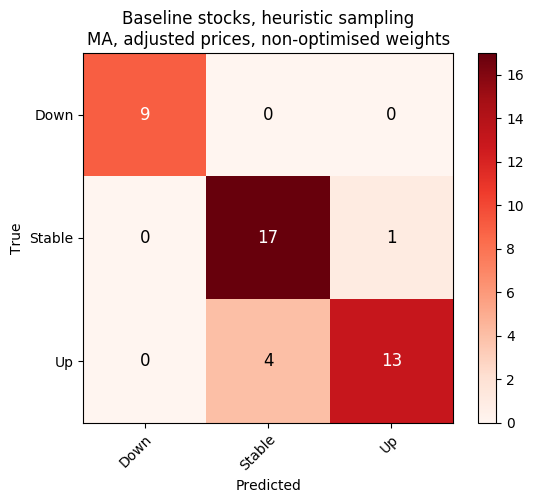 Baseline stocks, heuristic sampling
MA, adjusted prices, non-optimised weights
Down
9
0
0
Stable
0
17
1
Up
0
4
13
Down
Stable
Up
True
Predicted
16
14
12
10
8
6
4
2
0